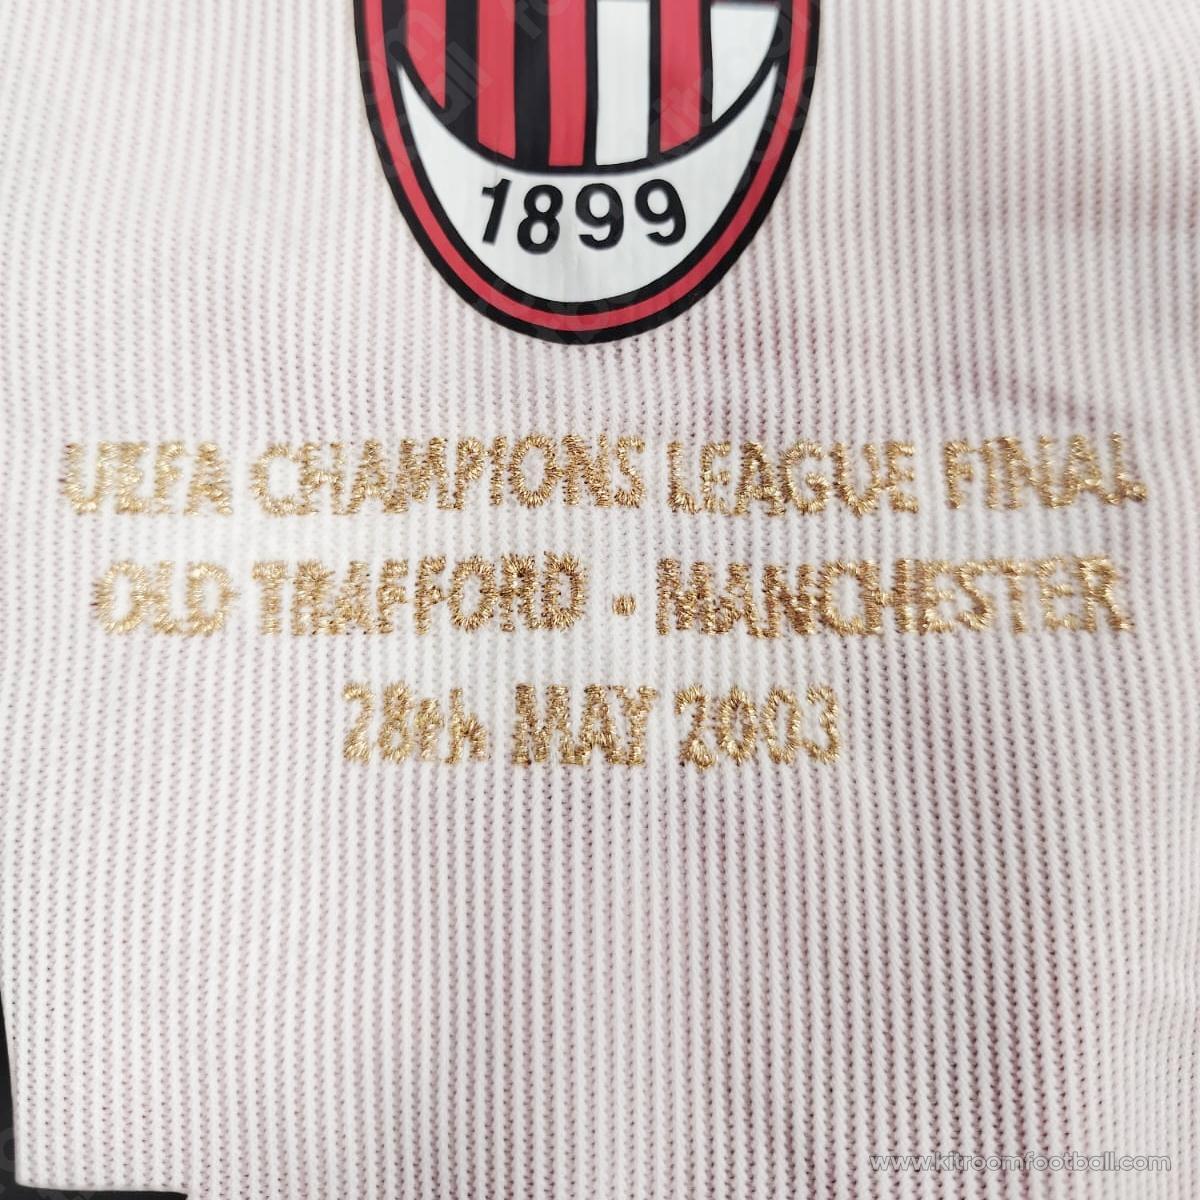 1899
UEFA CHAMPIONS LEAGUE FINAL
OLD TRAFFORD - MANCHESTER
28th MAY 2003
www.kitroomfootball.com